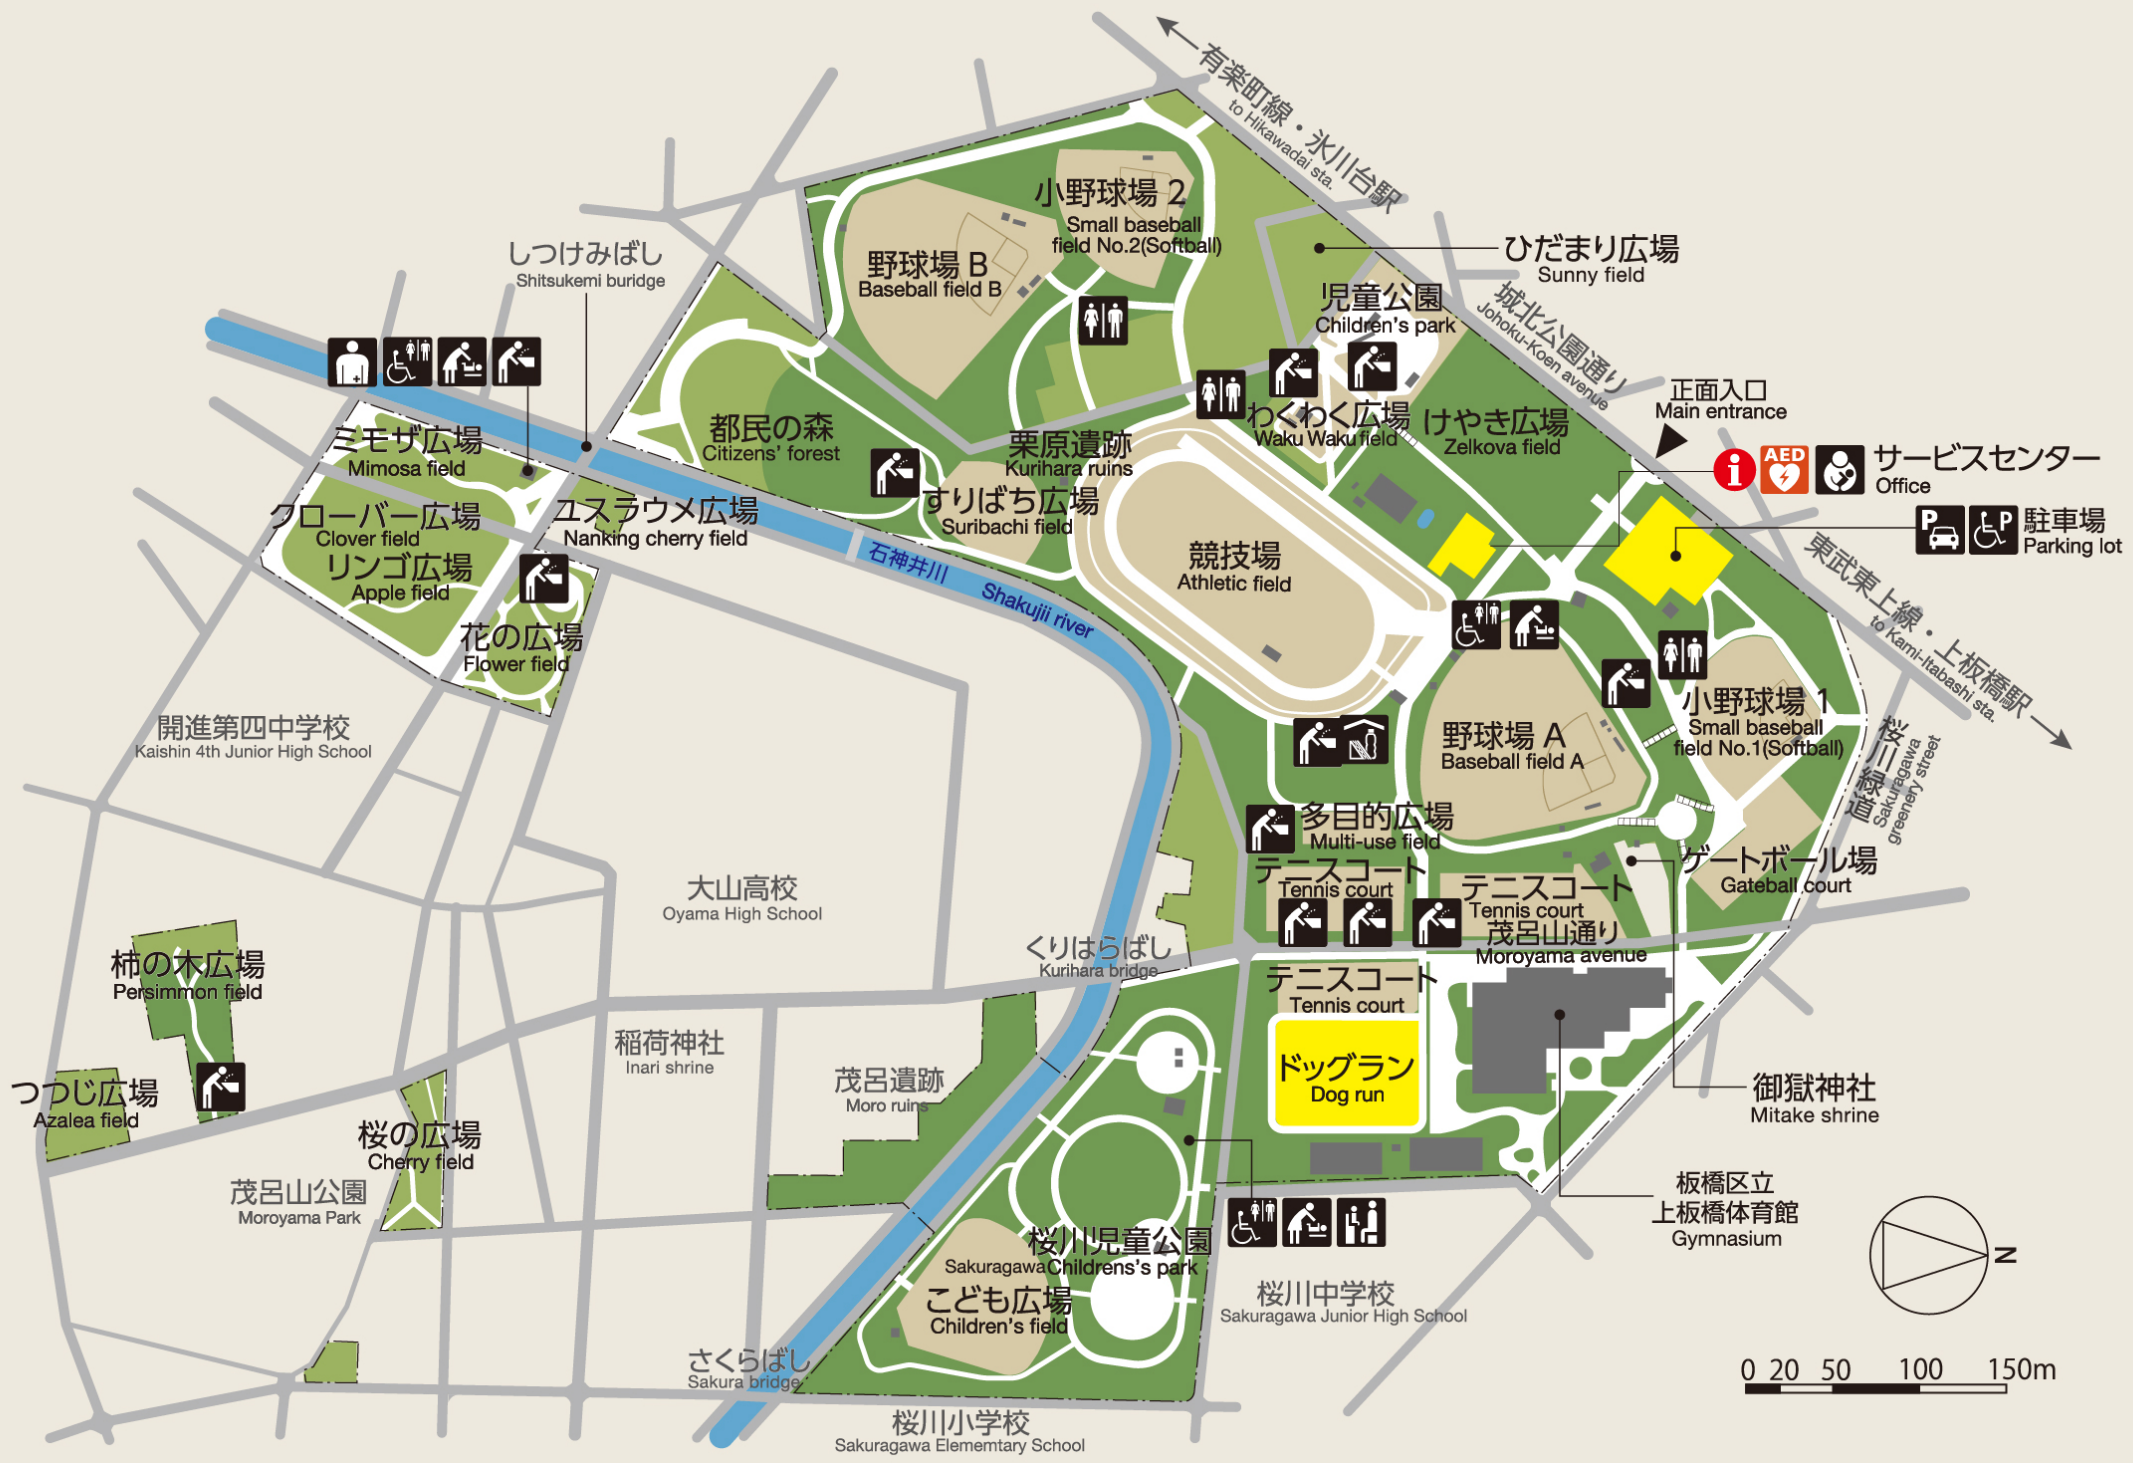 有楽町線・氷川台駅
to Hikawadai sta.
小野球場 2
Small baseball
field No.2(Softball)
野球場 B
Baseball field B
ひだまり広場
Sunny field
しつけみばし
Shitsukemi buridge
児童公園
Children's park
城北公園通り
Johoku-Koen avenue
正面入口
Main entrance
わくわく広場
Waku Waku field
けやき広場
Zelkova field
都民の森
Citizens' forest
栗原遺跡
Kurihara ruins
ミモザ広場
Mimosa field
i
AED
サービスセンター
Office
すりばち広場
Suribachi field
クローバー広場
Clover field
ユスラウメ広場
Nanking cherry field
P
P
駐車場
Parking lot
リンゴ広場
Apple field
石神井川 Shakujii river
競技場
Athletic field
東武東上線・上板橋駅
to Kami-Itabashi sta.
花の広場
Flower field
開進第四中学校
Kaishin 4th Junior High School
小野球場 1
Small baseball
field No.1(Softball)
野球場 A
Baseball field A
桜川緑道
Sakuragawa
greenery street
多目的広場
Multi-use field
テニスコート
Tennis court
テニスコート
Tennis court
ゲートボール場
Gateball court
大山高校
Oyama High School
茂呂山通り
Moroyama avenue
くりはらばし
Kurihara bridge
柿の木広場
Persimmon field
テニスコート
Tennis court
稲荷神社
Inari shrine
ドッグラン
Dog run
茂呂遺跡
Moro ruins
つつじ広場
Azalea field
御獄神社
Mitake shrine
桜の広場
Cherry field
茂呂山公園
Moroyama Park
板橋区立
上板橋体育館
Gymnasium
桜川児童公園
Sakuragawa Childrens's park
こども広場
Children's field
桜川中学校
Sakuragawa Junior High School
N
さくらばし
Sakura bridge
0 20 50 100 150m
桜川小学校
Sakuragawa Elememtary School